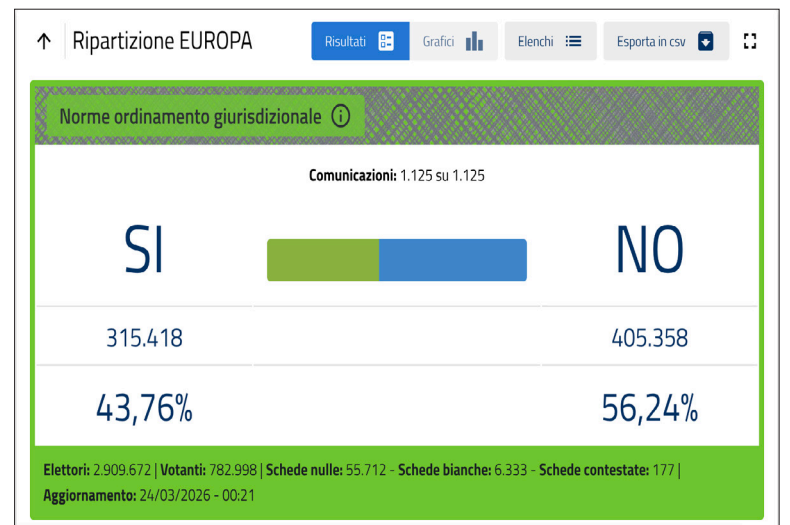 Ripartizione EUROPA
Risultati
Grafici
Elenchi
Esporta in csv
Norme ordinamento giurisdizionale
Comunicazioni: 1.125 su 1.125
SI
NO
315.418
405.358
43,76%
56,24%
Elettori: 2.909.672 | Votanti: 782.998 | Schede nulle: 55.712 - Schede bianche: 6.333 - Schede contestate: 177 |
Aggiornamento: 24/03/2026 - 00:21